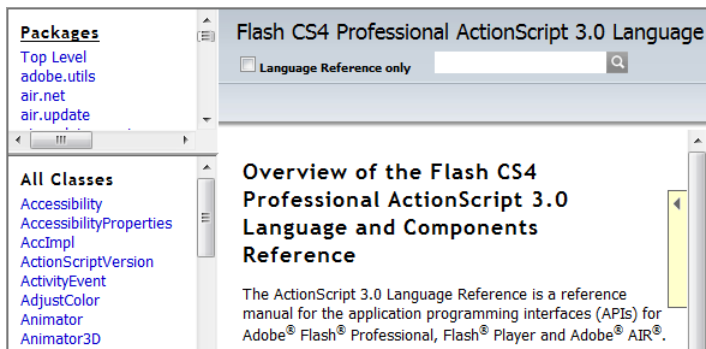 Packages
Top Level
adobe.utils
air.net
air.update
All Classes
Accessibility
AccessibilityProperties
AccImpl
ActionScriptVersion
ActivityEvent
AdjustColor
Animator
Animator3D
Flash CS4 Professional ActionScript 3.0 Language
Language Reference only
Overview of the Flash CS4
Professional ActionScript 3.0
Language and Components
Reference
The ActionScript 3.0 Language Reference is a reference
manual for the application programming interfaces (APIs) for
Adobe® Flash® Professional, Flash® Player and Adobe® AIR®.